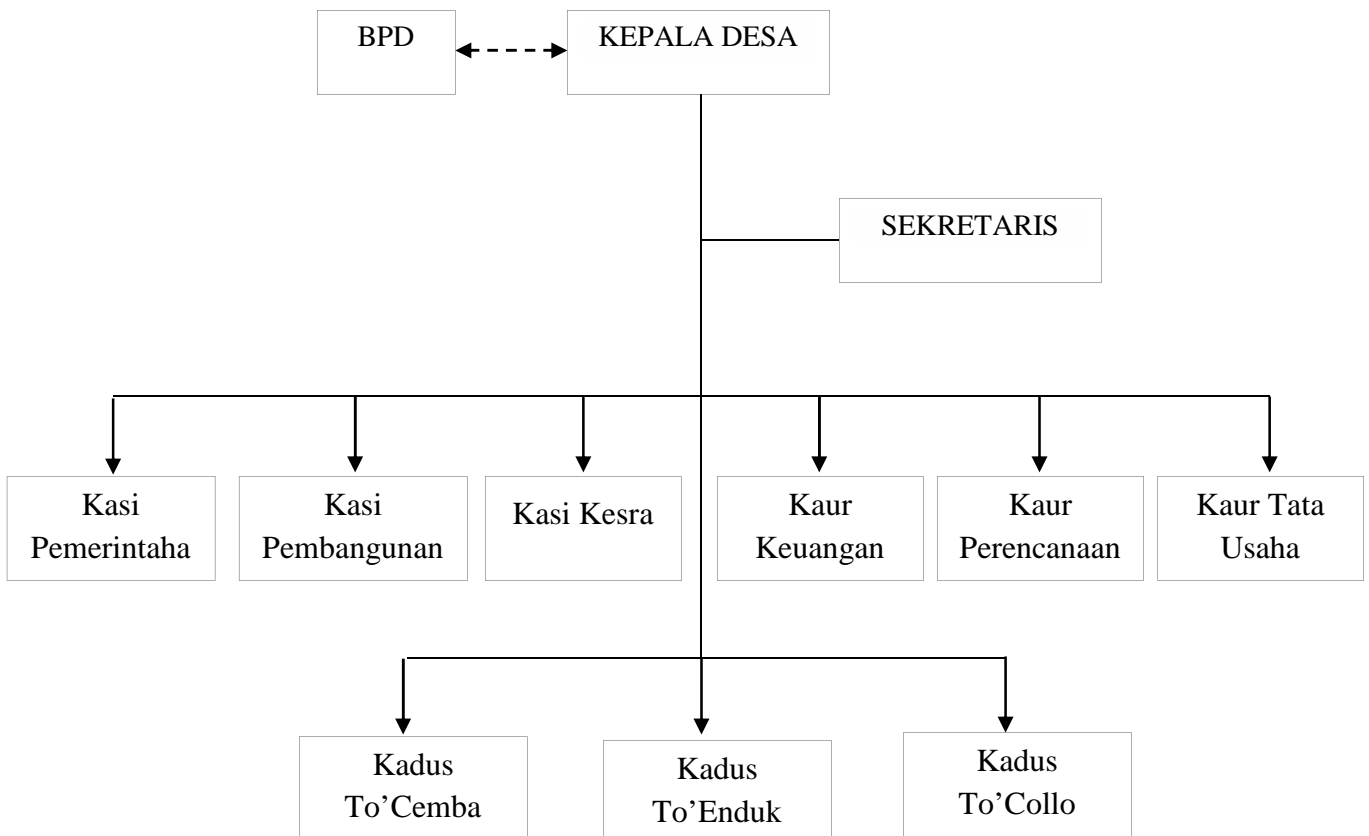 BPD
KEPALA DESA
SEKRETARIS
Kasi
Pemerintaha
Kasi
Pembangunan
Kasi Kesra
Kaur
Keuangan
Kaur
Perencanaan
Kaur Tata
Usaha
Kadus
To’Cemba
Kadus
To’Enduk
Kadus
To’Collo